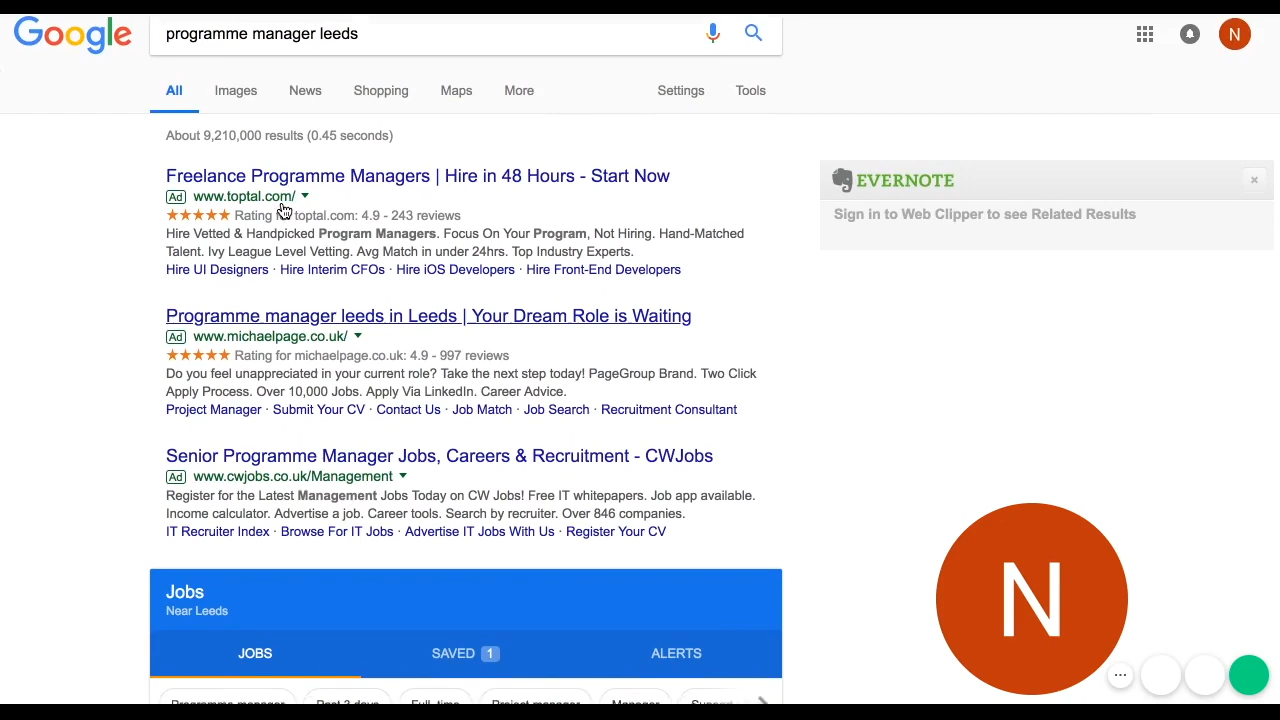 Google
programme manager leeds
N
All Images News Shopping Maps More Settings Tools
About 9,210,000 results (0.45 seconds)
Freelance Programme Managers | Hire in 48 Hours - Start Now
Ad www.toptal.com/
★★★★★ Rating toptal.com: 4.9 - 243 reviews
Hire Vetted & Handpicked Program Managers. Focus On Your Program, Not Hiring. Hand-Matched
Talent. Ivy League Level Vetting. Avg Match in under 24hrs. Top Industry Experts.
Hire UI Designers · Hire Interim CFOs · Hire iOS Developers · Hire Front-End Developers
EVERNOTE ×
Sign in to Web Clipper to see Related Results
Programme manager leeds in Leeds | Your Dream Role is Waiting
Ad www.michaelpage.co.uk/
★★★★★ Rating for michaelpage.co.uk: 4.9 - 997 reviews
Do you feel unappreciated in your current role? Take the next step today! PageGroup Brand. Two Click
Apply Process. Over 10,000 Jobs. Apply Via LinkedIn. Career Advice.
Project Manager · Submit Your CV · Contact Us · Job Match · Job Search · Recruitment Consultant
Senior Programme Manager Jobs, Careers & Recruitment - CWJobs
Ad www.cwjobs.co.uk/Management
Register for the Latest Management Jobs Today on CW Jobs! Free IT whitepapers. Job app available.
Income calculator. Advertise a job. Career tools. Search by recruiter. Over 846 companies.
IT Recruiter Index · Browse For IT Jobs · Advertise IT Jobs With Us · Register Your CV
Jobs
Near Leeds
JOBS SAVED 1 ALERTS
Programme manager Past 3 days Full-time Project manager Manager
N